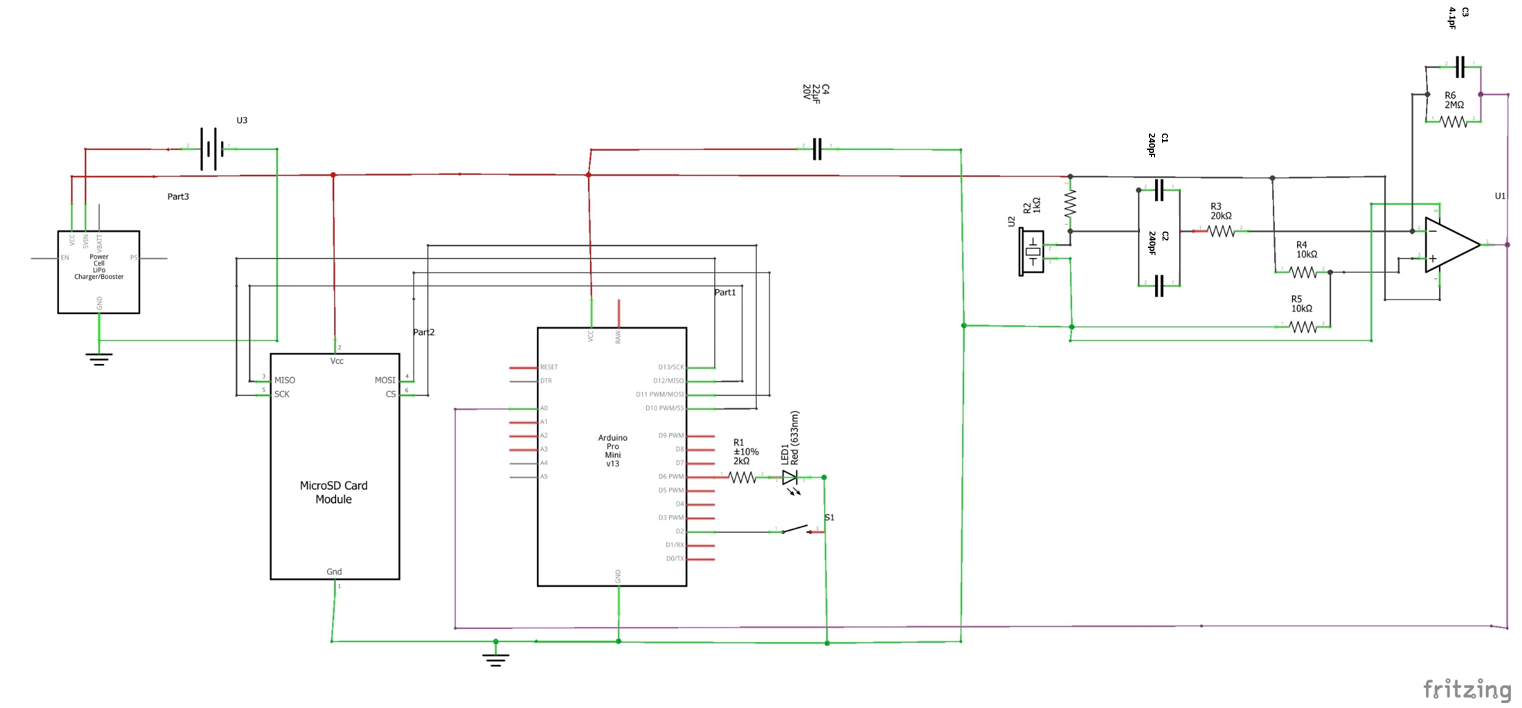 C3
4.1pF
R6
2MΩ
C4
22µF
20V
U3
C1
240pF
Part3
U1
R2
1kΩ
R3
20kΩ
U2
C2
240pF
VCC
5VIN
VBATT
EN
Power
Cell
LiPo
Charger/Booster
PS
GND
R4
10kΩ
R5
10kΩ
Part1
Part2
2
Vcc
3
MISO
5
SCK
MOSI
4
CS
6
MicroSD Card
Module
Gnd
1
VCC
RAW
RESET
DTR
A0
A1
A2
A3
A4
A5
Arduino
Pro
Mini
v13
D13/SCK
D12/MISO
D11 PWM/MOSI
D10 PWM/SS
D9 PWM
D8
D7
D6 PWM
D5 PWM
D4
D3 PWM
D2
D1/RX
D0/TX
GND
R1
±10%
2kΩ
LED1
Red (633nm)
S1
fritzing